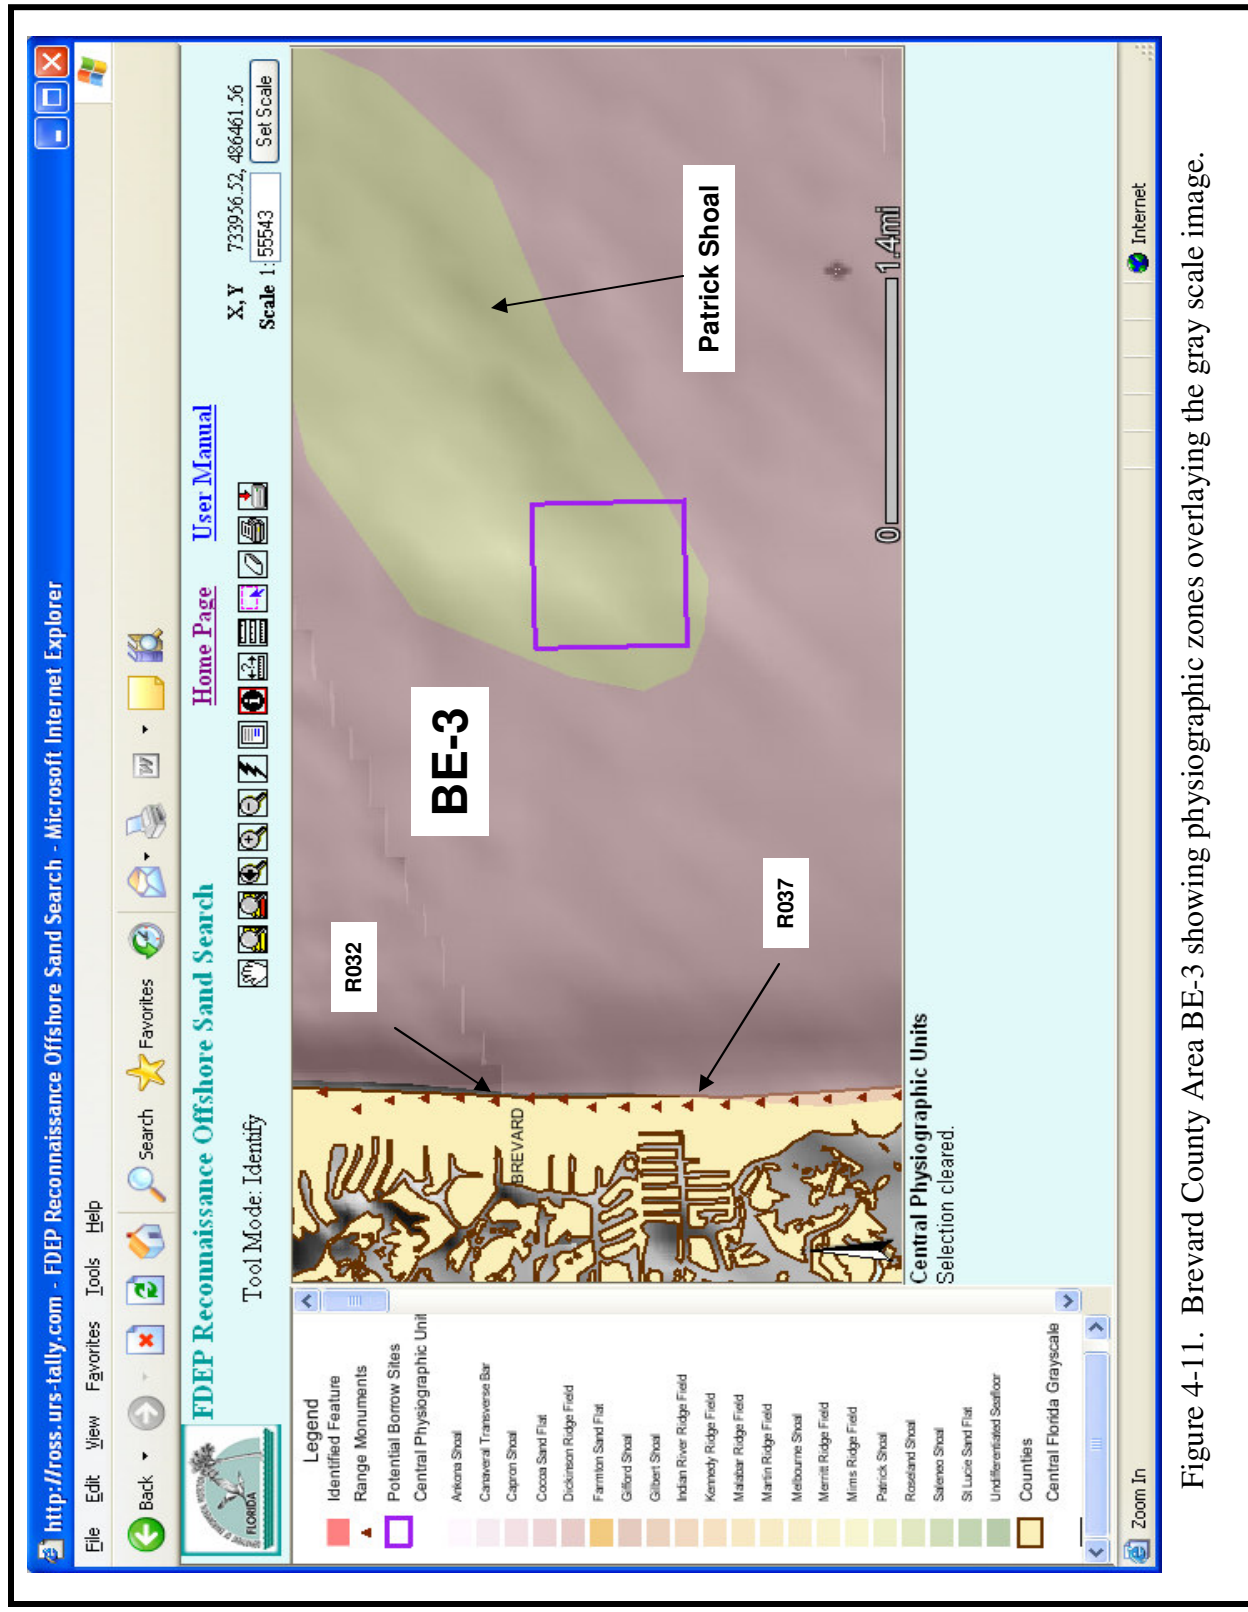 http://ross.urs-tally.com - FDEP Reconnaissance Offshore Sand Search - Microsoft Internet Explorer
File Edit View Favorites Tools Help
Back Search Favorites
FLORIDA
FDEP Reconnaissance Offshore Sand Search
Home Page User Manual
Tool Mode: Identify
X, Y 733956.52, 486461.56
Scale 1: 55543 Set Scale
Legend
Identified Feature
Range Monuments
Potential Borrow Sites
Central Physiographic Unit
Ankona Shoal
Canaveral Transverse Bar
Capron Shoal
Cocoa Sand Flat
Dickinson Ridge Field
Farmton Sand Flat
Gifford Shoal
Gilbert Shoal
Indian River Ridge Field
Kennedy Ridge Field
Malabar Ridge Field
Martin Ridge Field
Melbourne Shoal
Merritt Ridge Field
Mims Ridge Field
Patrick Shoal
Roseland Shoal
Salerneo Shoal
St Lucie Sand Flat
Undifferentiated Seafloor
Counties
Central Florida Grayscale
R032
BREVARD
BE-3
R037
Patrick Shoal
0 1.4mi
Central Physiographic Units
Selection cleared.
Zoom In
Internet
Figure 4-11. Brevard County Area BE-3 showing physiographic zones overlaying the gray scale image.